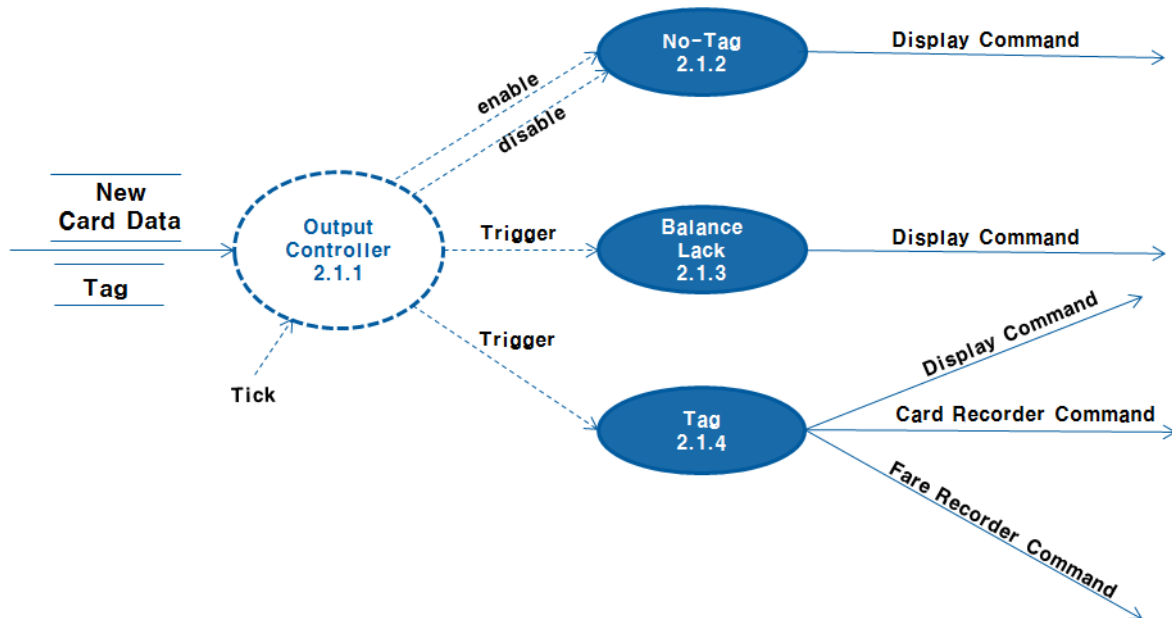 No-Tag
2.1.2
Display Command
enable
disable
New
Card Data
Tag
Output
Controller
2.1.1
Trigger
Balance
Lack
2.1.3
Display Command
Trigger
Tick
Tag
2.1.4
Display Command
Card Recorder Command
Fare Recorder Command